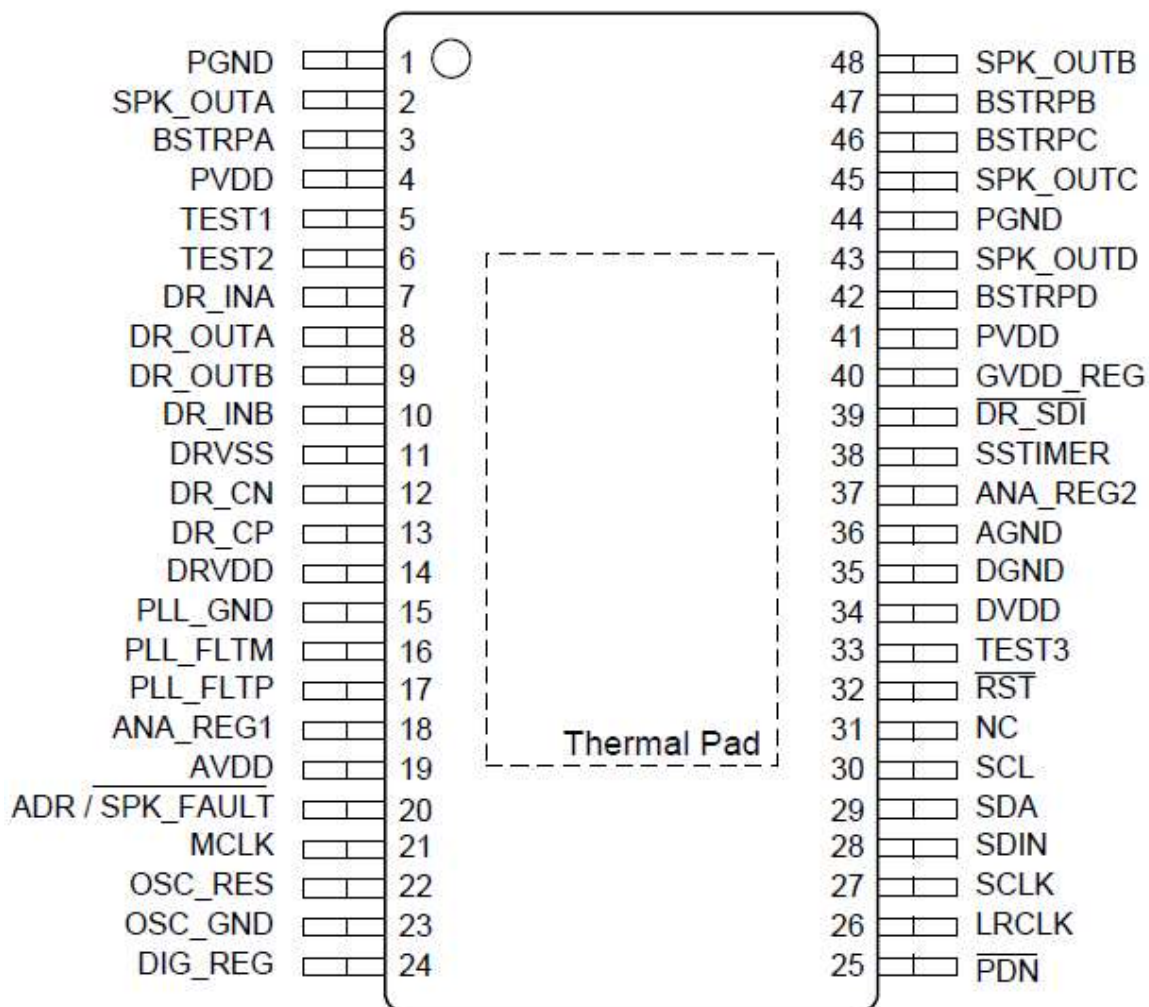 PGND 1 48 SPK_OUTB
SPK_OUTA 2 47 BSTRPB
BSTRPA 3 46 BSTRPC
PVDD 4 45 SPK_OUTC
TEST1 5 44 PGND
TEST2 6 43 SPK_OUTD
DR_INA 7 42 BSTRPD
DR_OUTA 8 41 PVDD
DR_OUTB 9 40 GVDD_REG
DR_INB 10 39 DR_SDI
DRVSS 11 38 SSTIMER
DR_CN 12 37 ANA_REG2
DR_CP 13 36 AGND
DRVDD 14 35 DGND
PLL_GND 15 34 DVDD
PLL_FLTM 16 33 TEST3
PLL_FLTP 17 32 RST
ANA_REG1 18 31 NC
Thermal Pad
AVDD 19 30 SCL
ADR / SPK_FAULT 20 29 SDA
MCLK 21 28 SDIN
OSC_RES 22 27 SCLK
OSC_GND 23 26 LRCLK
DIG_REG 24 25 PDN